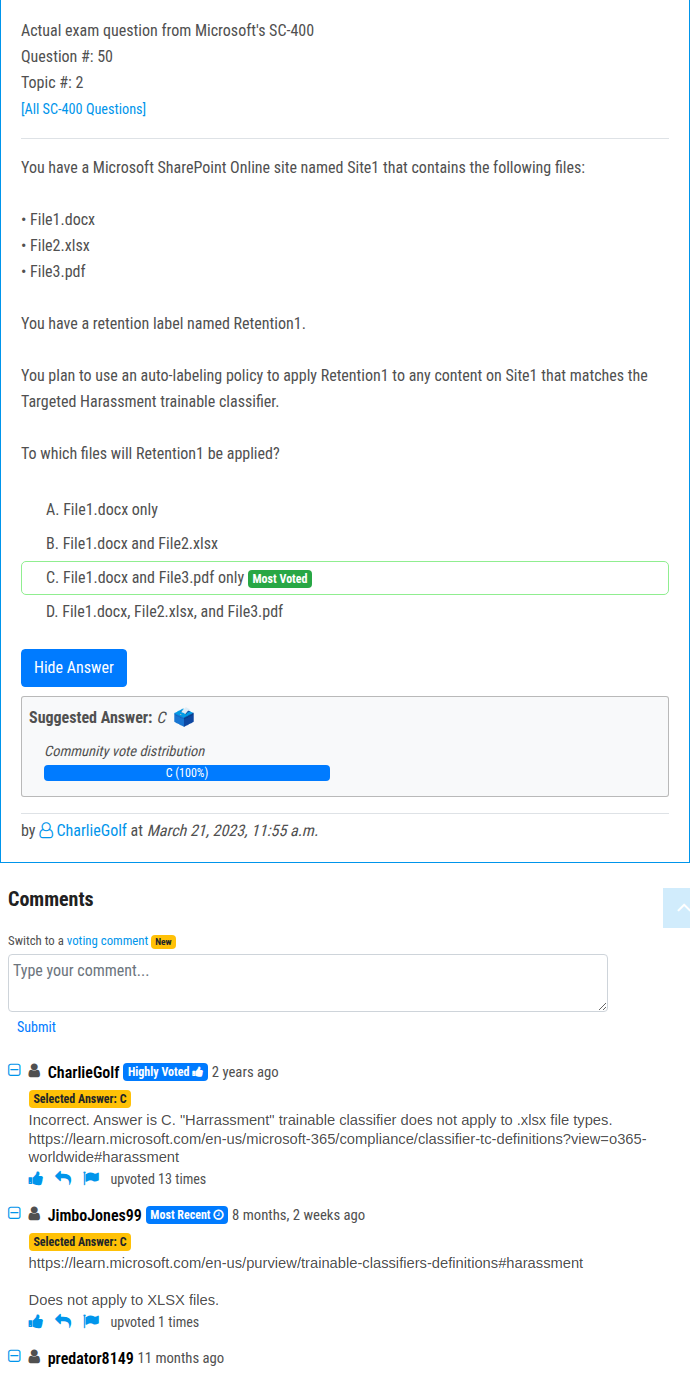 Actual exam question from Microsoft's SC-400
Question #: 50
Topic #: 2
[All SC-400 Questions]
You have a Microsoft SharePoint Online site named Site1 that contains the following files:
• File1.docx
• File2.xlsx
• File3.pdf
You have a retention label named Retention1.
You plan to use an auto-labeling policy to apply Retention1 to any content on Site1 that matches the
Targeted Harassment trainable classifier.
To which files will Retention1 be applied?
A. File1.docx only
B. File1.docx and File2.xlsx
C. File1.docx and File3.pdf only Most Voted
D. File1.docx, File2.xlsx, and File3.pdf
Hide Answer
Suggested Answer: C
Community vote distribution
C (100%)
by CharlieGolf at March 21, 2023, 11:55 a.m.
Comments
Switch to a voting comment New
Type your comment...
Submit
CharlieGolf Highly Voted 2 years ago
Selected Answer: C
Incorrect. Answer is C. "Harrassment" trainable classifier does not apply to .xlsx file types.
https://learn.microsoft.com/en-us/microsoft-365/compliance/classifier-tc-definitions?view=o365-
worldwide#harassment
upvoted 13 times
JimboJones99 Most Recent 8 months, 2 weeks ago
Selected Answer: C
https://learn.microsoft.com/en-us/purview/trainable-classifiers-definitions#harassment
Does not apply to XLSX files.
upvoted 1 times
predator8149 11 months ago